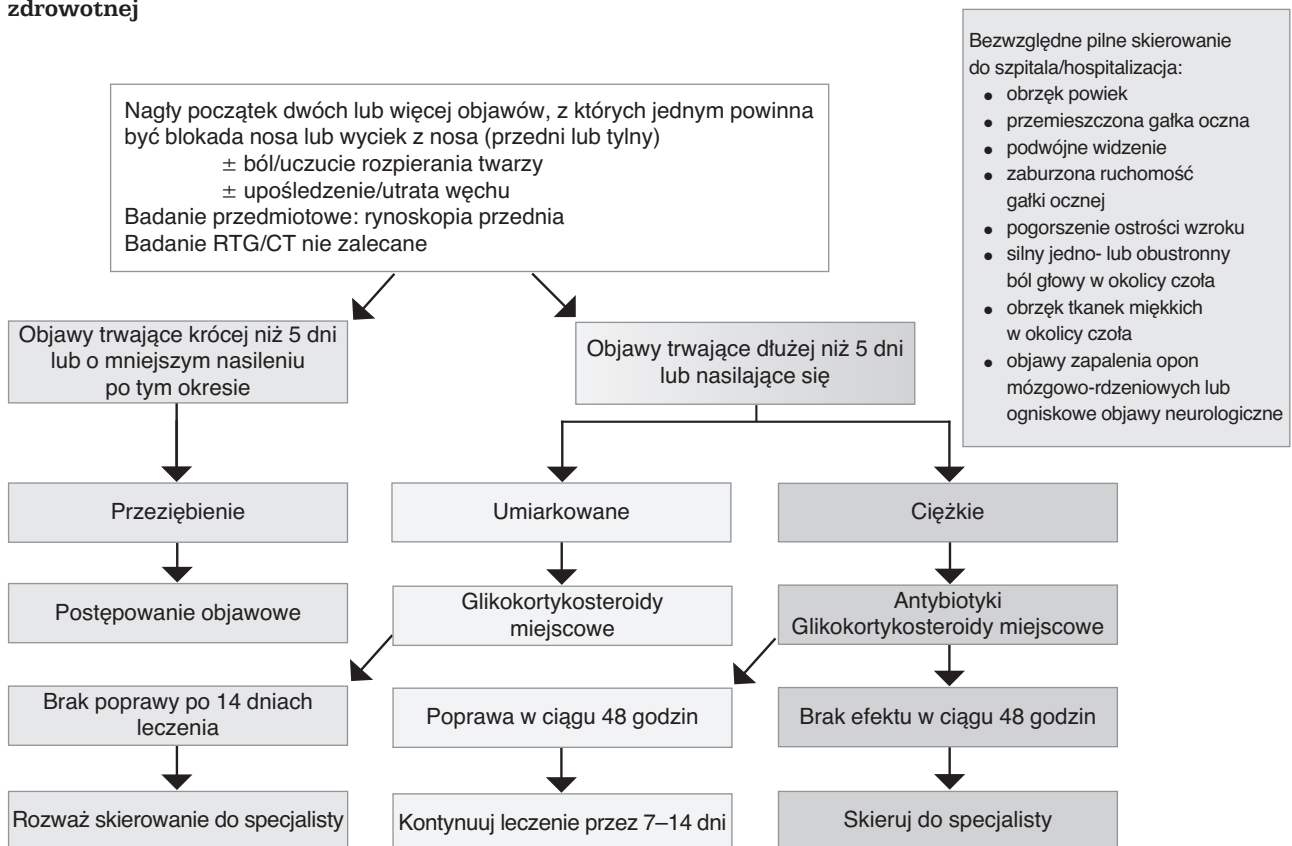 zdrowotnej
Bezwzględne pilne skierowanie
do szpitala/hospitalizacja:
● obrzęk powiek
● przemieszczona gałka oczna
● podwójne widzenie
● zaburzona ruchomość
gałki ocznej
● pogorszenie ostrości wzroku
● silny jedno- lub obustronny
ból głowy w okolicy czoła
● obrzęk tkanek miękkich
w okolicy czoła
● objawy zapalenia opon
mózgowo-rdzeniowych lub
ogniskowe objawy neurologiczne
Nagły początek dwóch lub więcej objawów, z których jednym powinna
być blokada nosa lub wyciek z nosa (przedni lub tylny)
± ból/uczucie rozpierania twarzy
± upośledzenie/utrata węchu
Badanie przedmiotowe: rynoskopia przednia
Badanie RTG/CT nie zalecane
Objawy trwające krócej niż 5 dni
lub o mniejszym nasileniu
po tym okresie
Objawy trwające dłużej niż 5 dni
lub nasilające się
Przeziębienie
Umiarkowane
Ciężkie
Postępowanie objawowe
Glikokortykosteroidy
miejscowe
Antybiotyki
Glikokortykosteroidy miejscowe
Brak poprawy po 14 dniach
leczenia
Poprawa w ciągu 48 godzin
Brak efektu w ciągu 48 godzin
Rozważ skierowanie do specjalisty
Kontynuuj leczenie przez 7–14 dni
Skieruj do specjalisty